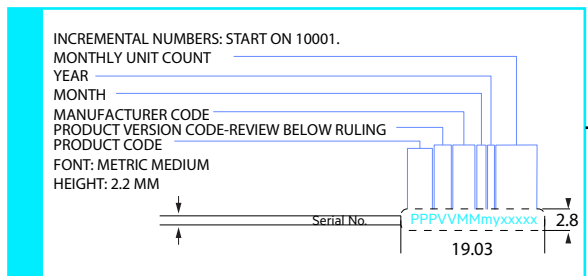 INCREMENTAL NUMBERS: START ON 10001.
MONTHLY UNIT COUNT
YEAR
MONTH
MANUFACTURER CODE
PRODUCT VERSION CODE-REVIEW BELOW RULING
PRODUCT CODE
FONT: METRIC MEDIUM
HEIGHT: 2.2 MM
Serial No. PPPVVMMmyxxxxx 2.8
19.03